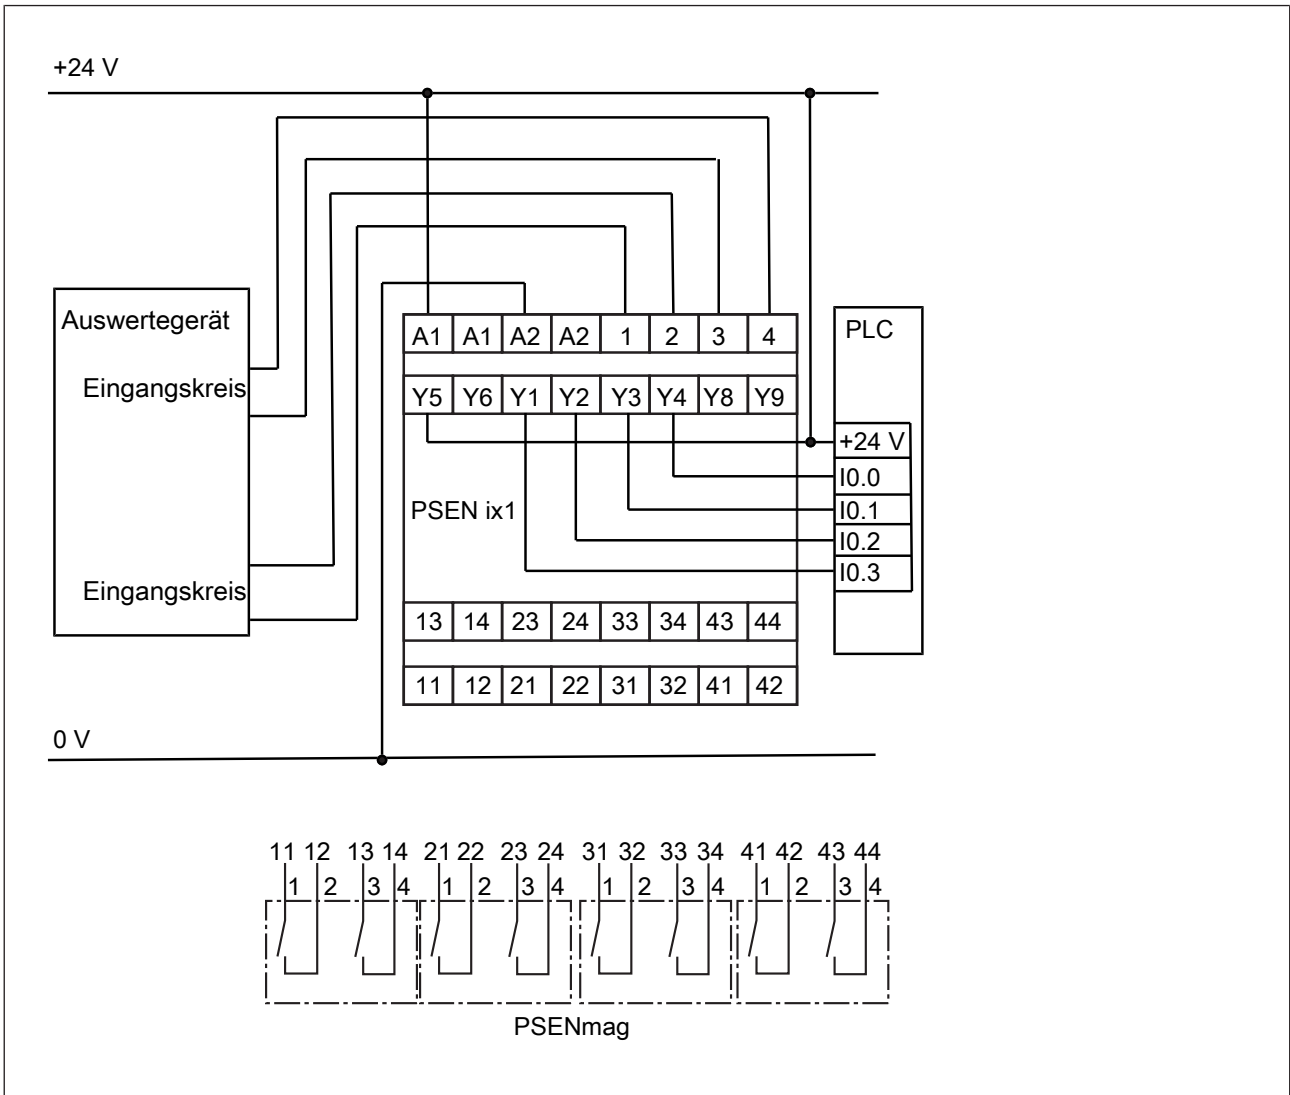 +24 V
Auswertegerät
Eingangskreis
Eingangskreis
A1 A1 A2 A2 1 2 3 4
Y5 Y6 Y1 Y2 Y3 Y4 Y8 Y9
PSEN ix1
13 14 23 24 33 34 43 44
11 12 21 22 31 32 41 42
PLC
+24 V
I0.0
I0.1
I0.2
I0.3
0 V
11 12 13 14 21 22 23 24 31 32 33 34 41 42 43 44
1 2 3 4 1 2 3 4 1 2 3 4 1 2 3 4
PSENmag